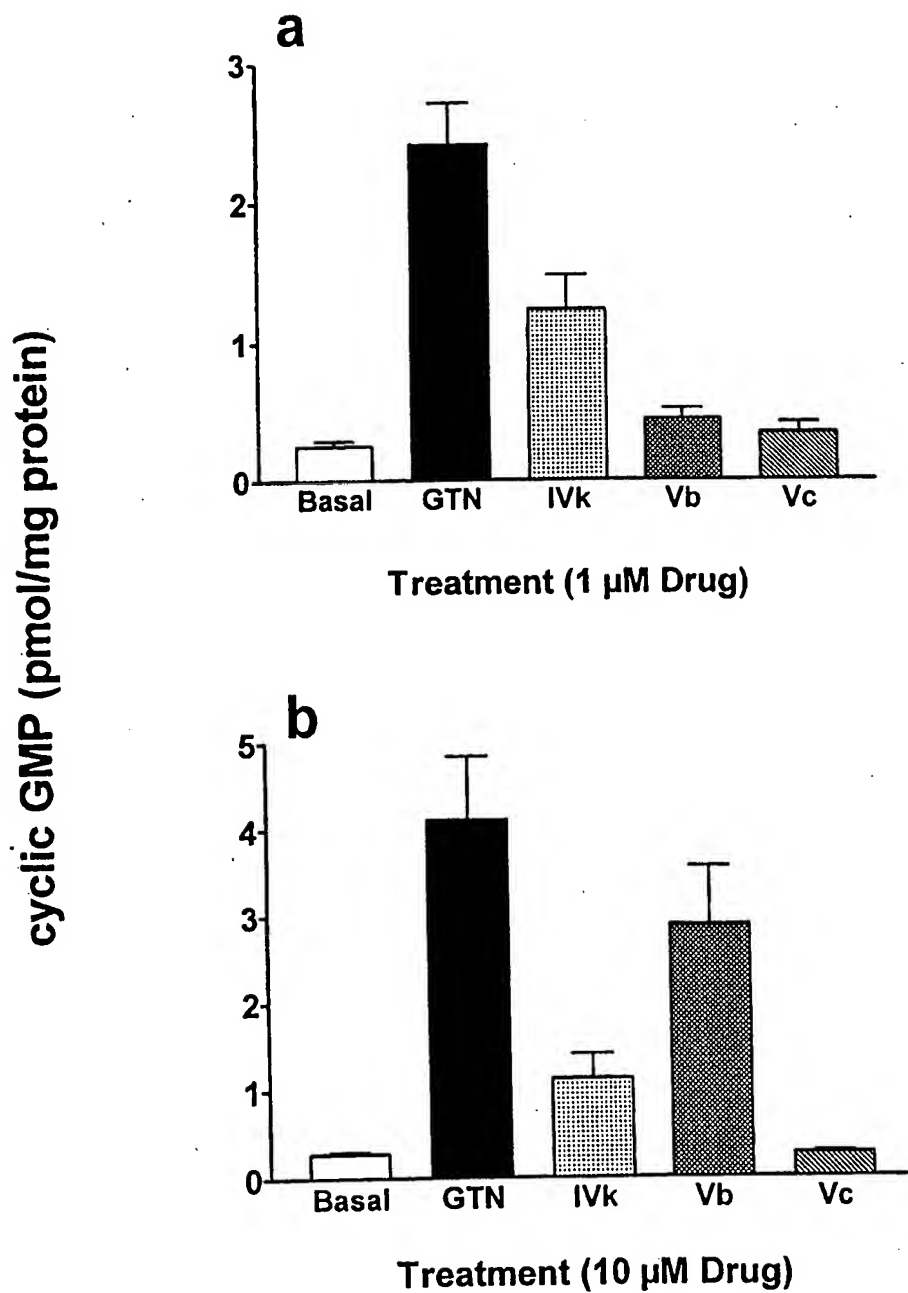 a
cyclic GMP (pmol/mg protein)
3
2
1
0
Basal GTN IVk Vb Vc
Treatment (1 µM Drug)
b
5
4
3
2
1
0
Basal GTN IVk Vb Vc
Treatment (10 µM Drug)